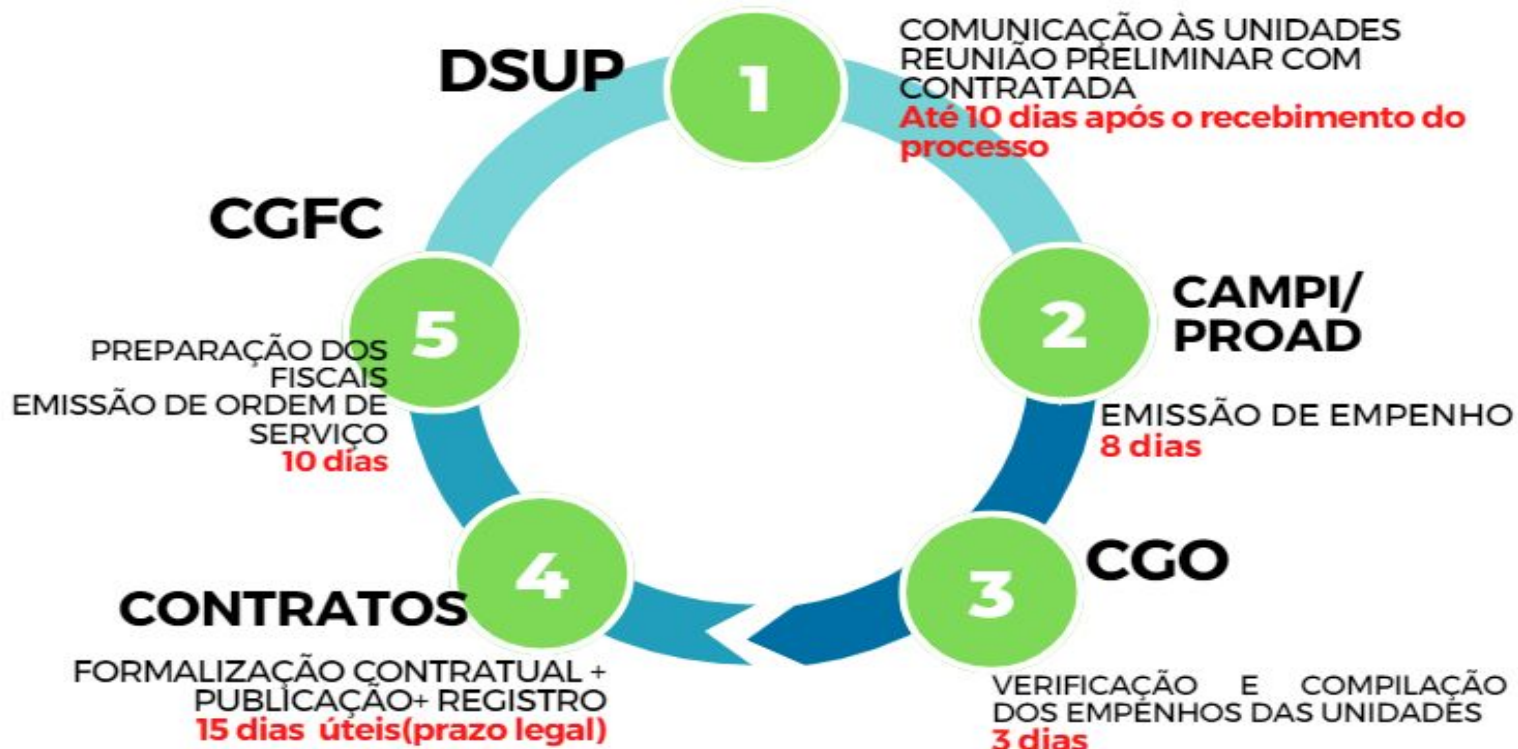 DSUP
1
COMUNICAÇÃO ÀS UNIDADES
REUNIÃO PRELIMINAR COM
CONTRATADA
Até 10 dias após o recebimento do
processo
2
CAMPI/
PROAD
EMISSÃO DE EMPENHO
8 dias
3
CGO
VERIFICAÇÃO E COMPILAÇÃO
DOS EMPENHOS DAS UNIDADES
3 dias
4
CONTRATOS
FORMALIZAÇÃO CONTRATUAL +
PUBLICAÇÃO+ REGISTRO
15 dias úteis(prazo legal)
CGFC
5
PREPARAÇÃO DOS
FISCAIS
EMISSÃO DE ORDEM DE
SERVIÇO
10 dias